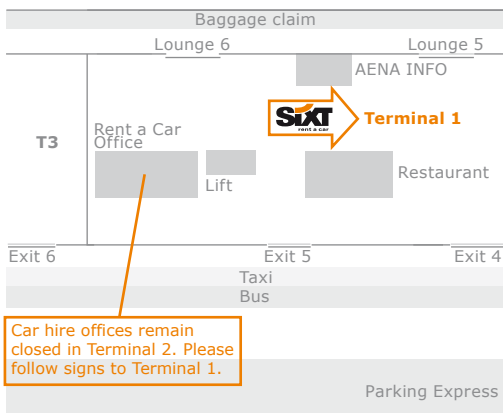 Baggage claim
Lounge 6
Lounge 5
AENA INFO
SIXT
rent a car
Terminal 1
T3
Rent a Car
Office
Lift
Restaurant
Exit 6
Exit 5
Exit 4
Taxi
Bus
Car hire offices remain
closed in Terminal 2. Please
follow signs to Terminal 1.
Parking Express